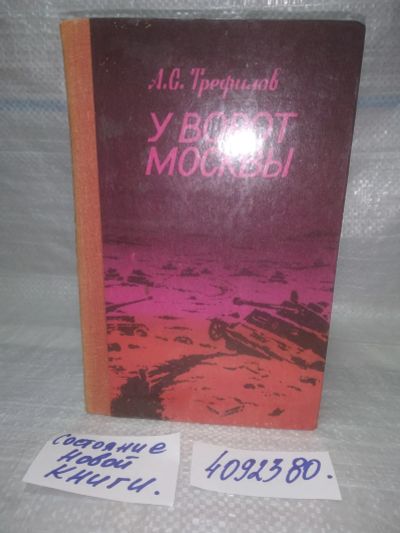 А.С. Трефилов
У ВОРОТ
МОСКВЫ
СОСТОЯНИЕ
НОВОЙ
КНИГИ.
4092380.